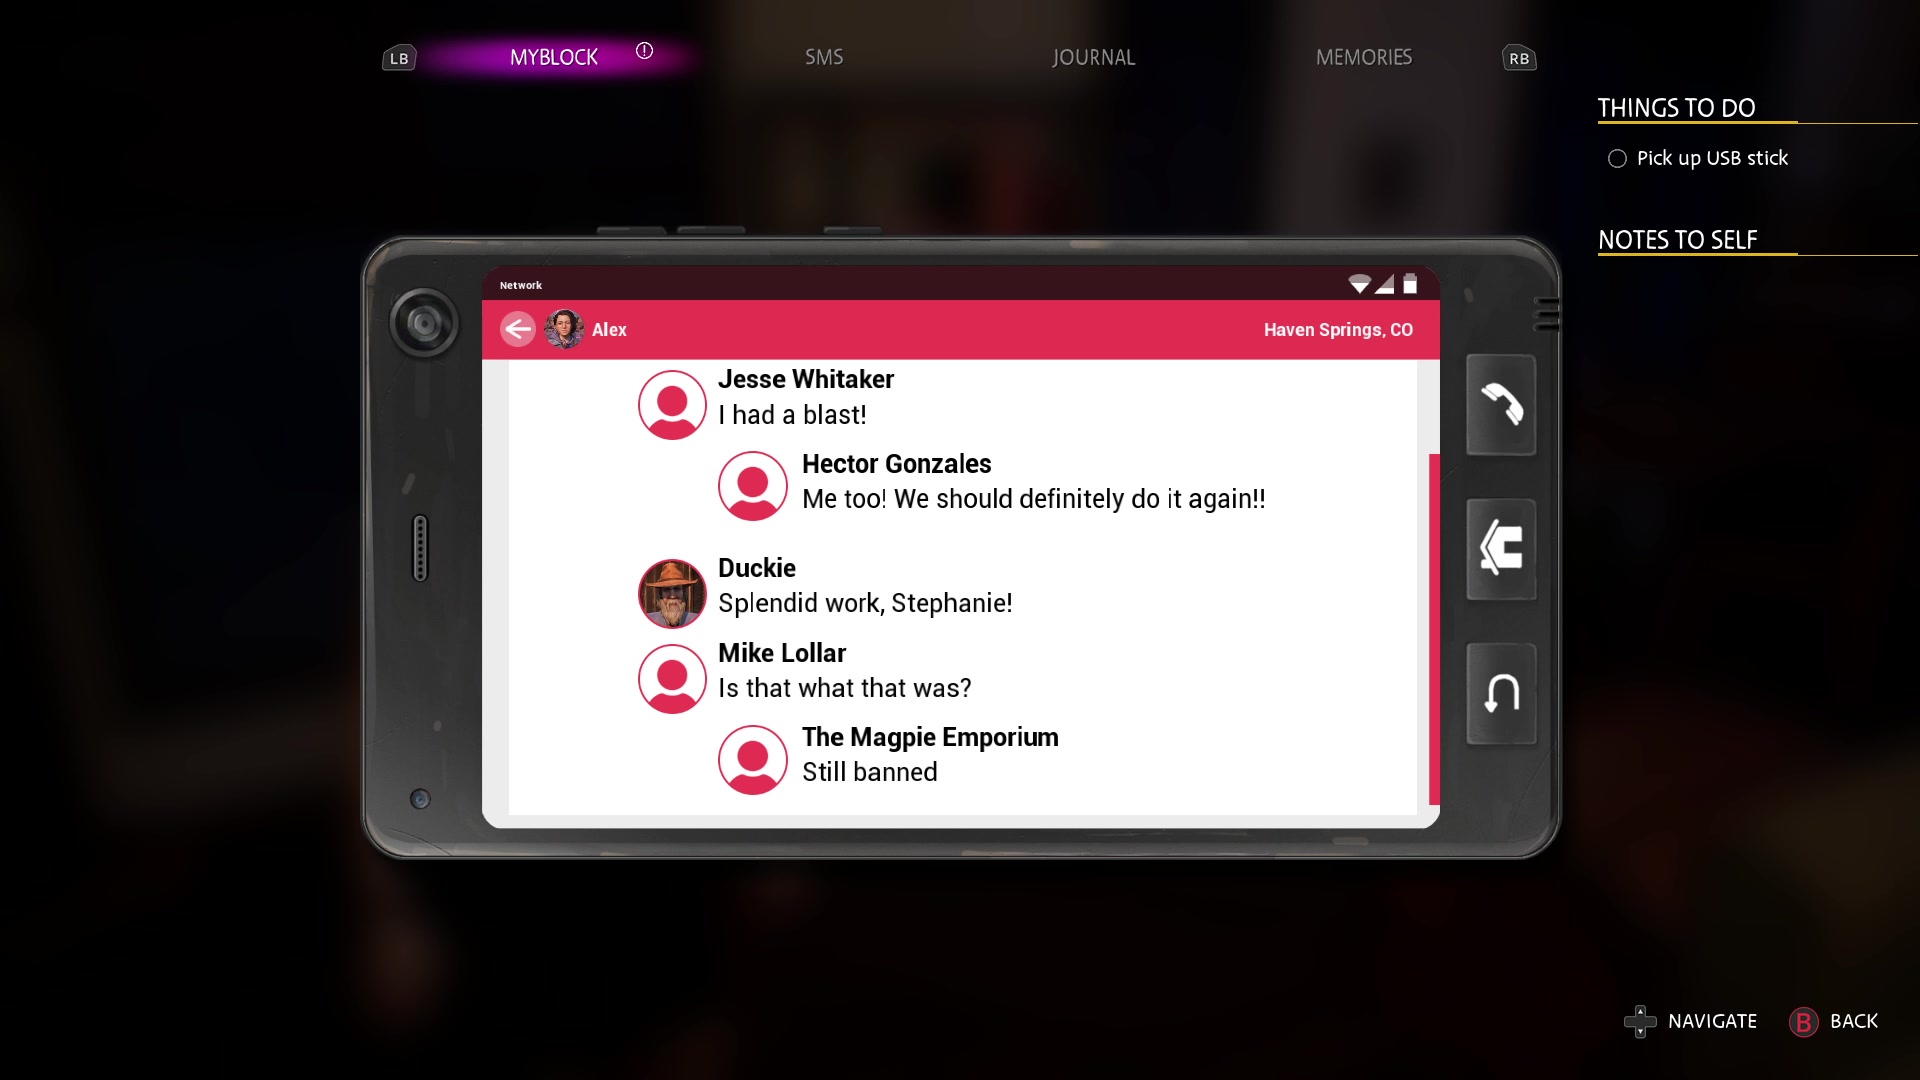 LB
MYBLOCK
SMS
JOURNAL
MEMORIES
RB
THINGS TO DO
Pick up USB stick
NOTES TO SELF
Network
Alex
Haven Springs, CO
Jesse Whitaker
I had a blast!
Hector Gonzales
Me too! We should definitely do it again!!
Duckie
Splendid work, Stephanie!
Mike Lollar
Is that what that was?
The Magpie Emporium
Still banned
NAVIGATE
B BACK